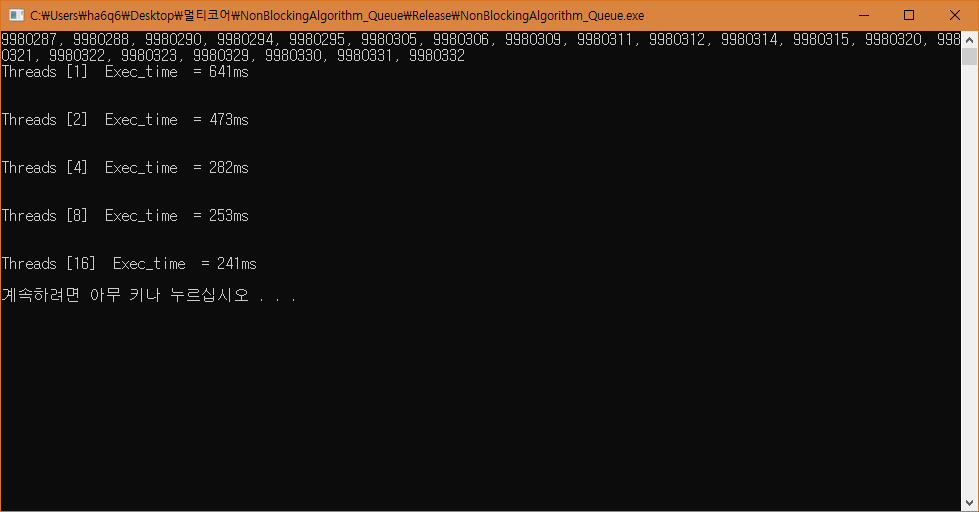 C:₩Users₩ha6q6₩Desktop₩멀티코어₩NonBlockingAlgorithm_Queue₩Release₩NonBlockingAlgorithm_Queue.exe
9980287, 9980288, 9980290, 9980294, 9980295, 9980305, 9980306, 9980309, 9980311, 9980312, 9980314, 9980315, 9980320, 998
0321, 9980322, 9980323, 9980329, 9980330, 9980331, 9980332
Threads [1]  Exec_time  = 641ms
Threads [2]  Exec_time  = 473ms
Threads [4]  Exec_time  = 282ms
Threads [8]  Exec_time  = 253ms
Threads [16]  Exec_time  = 241ms
계속하려면 아무 키나 누르십시오 . . .